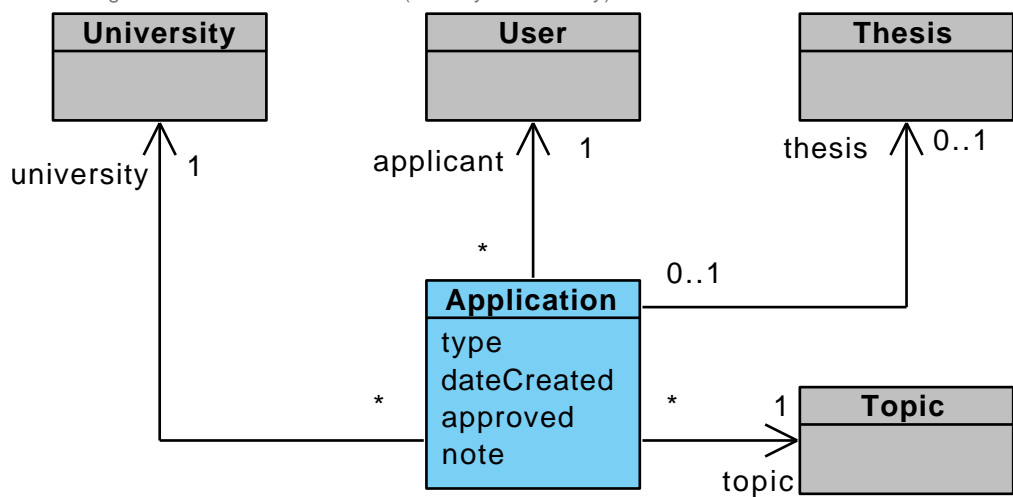 University
User
Thesis
university
1
applicant
1
thesis
0..1
*
0..1
Application
type
dateCreated
approved
note
*
*
1
Topic
topic